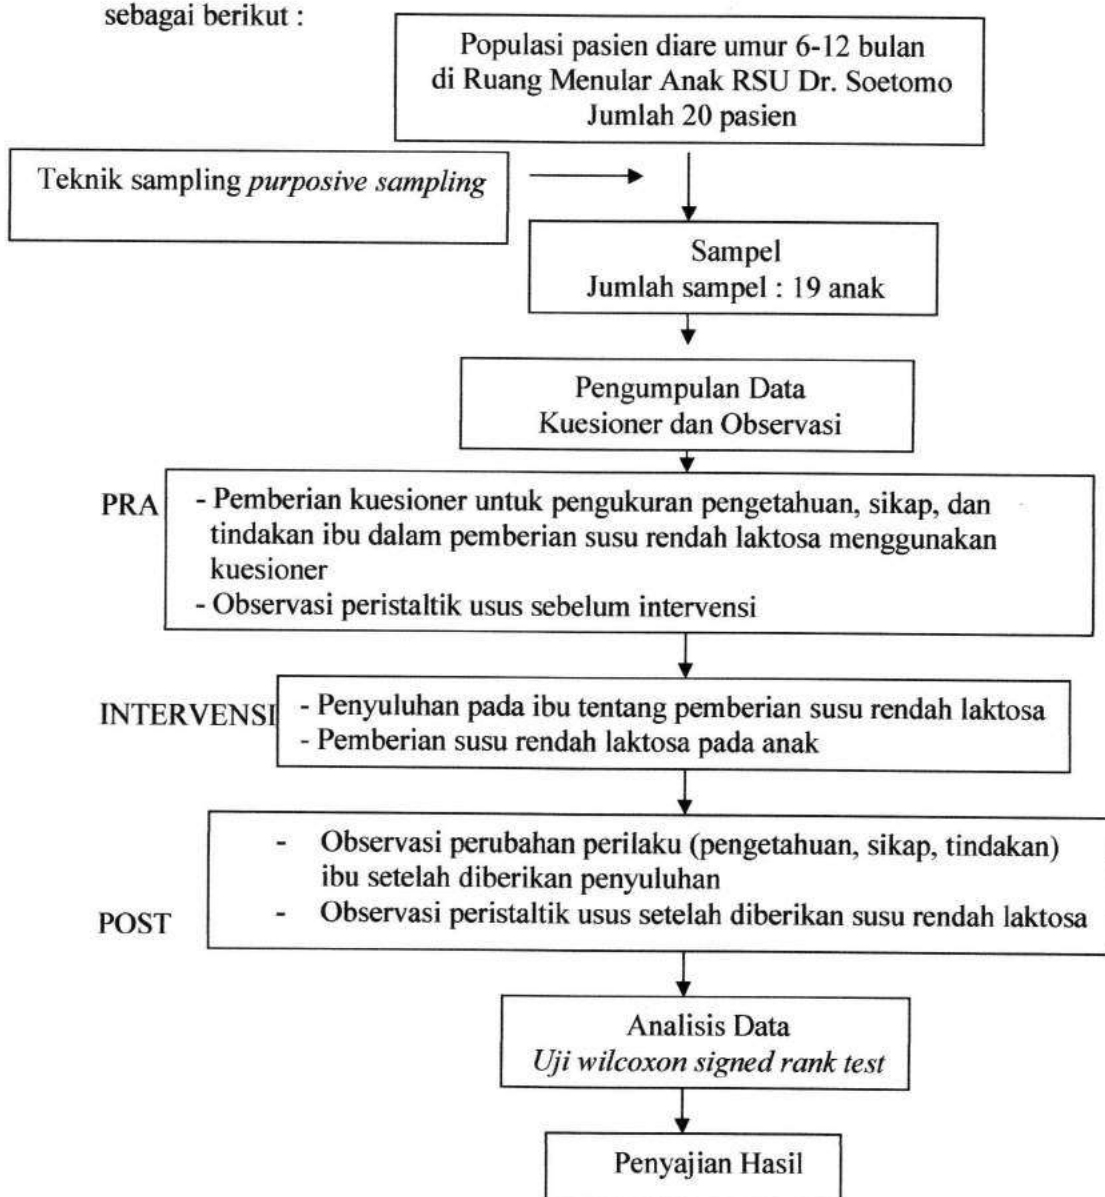 sebagai berikut :
Populasi pasien diare umur 6-12 bulan
di Ruang Menular Anak RSU Dr. Soetomo
Jumlah 20 pasien
Teknik sampling purposive sampling
Sampel
Jumlah sampel : 19 anak
Pengumpulan Data
Kuesioner dan Observasi
PRA
- Pemberian kuesioner untuk pengukuran pengetahuan, sikap, dan
tindakan ibu dalam pemberian susu rendah laktosa menggunakan
kuesioner
- Observasi peristaltik usus sebelum intervensi
INTERVENSI
- Penyuluhan pada ibu tentang pemberian susu rendah laktosa
- Pemberian susu rendah laktosa pada anak
- Observasi perubahan perilaku (pengetahuan, sikap, tindakan)
ibu setelah diberikan penyuluhan
POST
- Observasi peristaltik usus setelah diberikan susu rendah laktosa
Analisis Data
Uji wilcoxon signed rank test
Penyajian Hasil